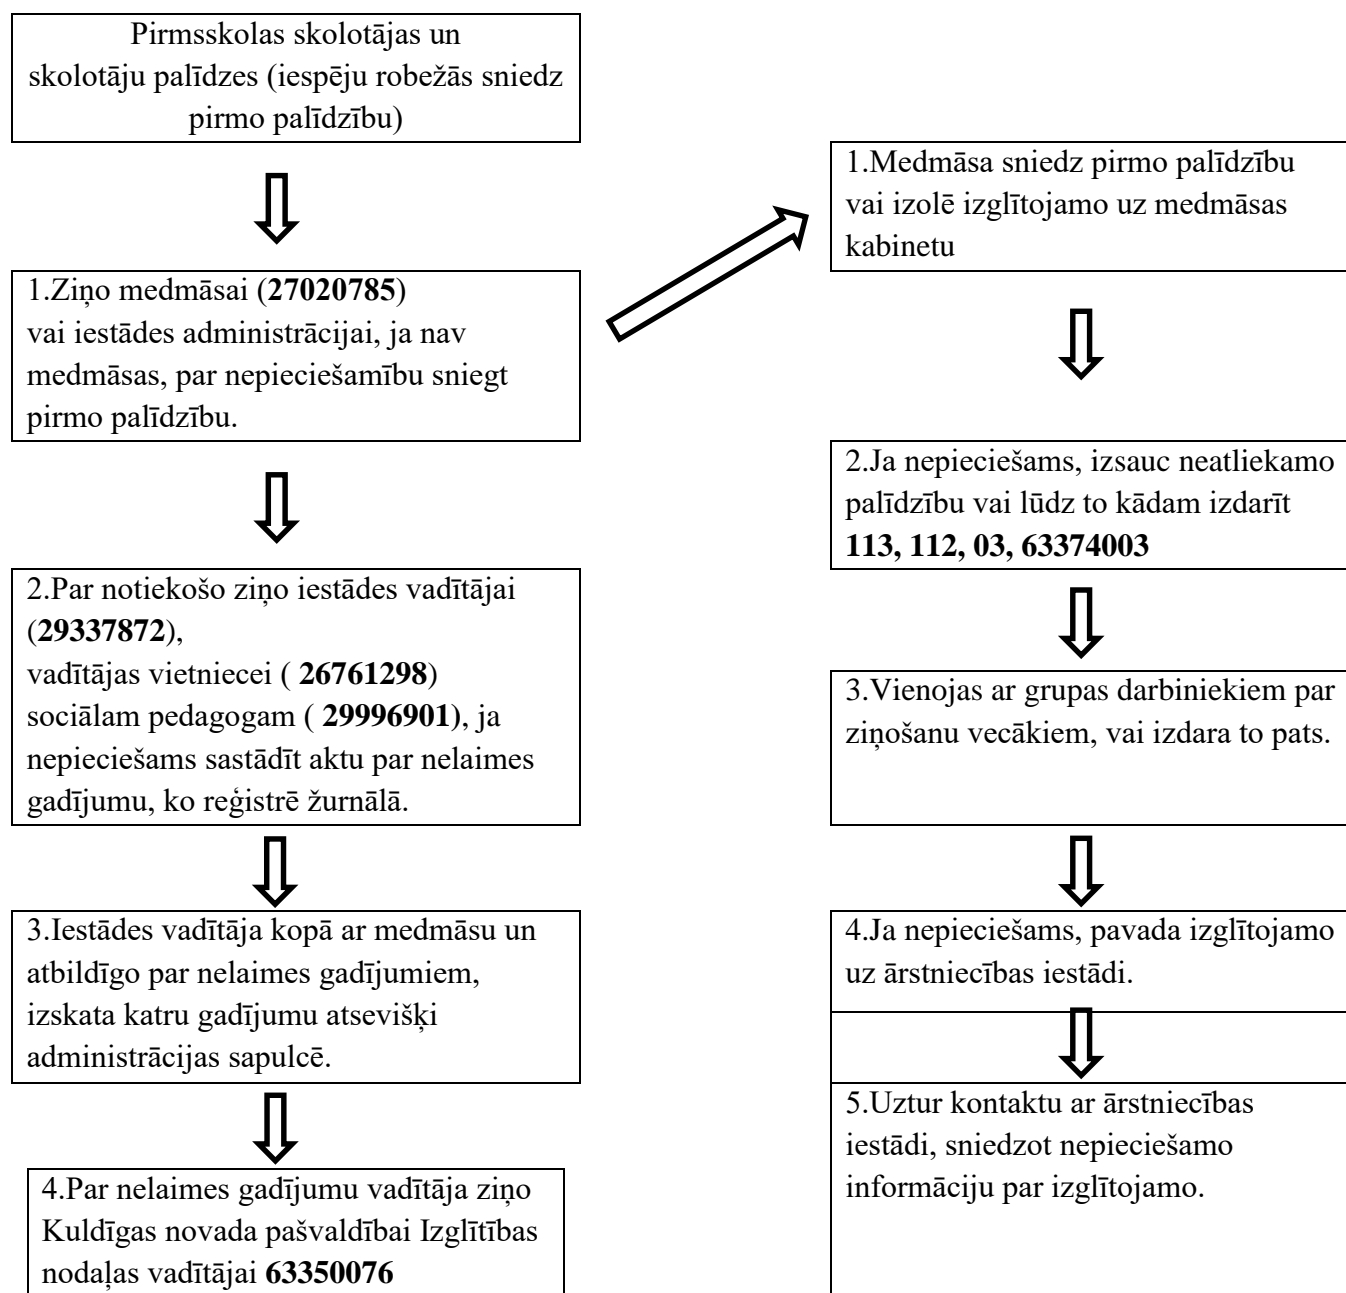 Pirmsskolas skolotājas un
skolotāju palīdzes (iespēju robežās sniedz
pirmo palīdzību)
1.Ziņo medmāsai (27020785)
vai iestādes administrācijai, ja nav
medmāsas, par nepieciešamību sniegt
pirmo palīdzību.
2.Par notiekošo ziņo iestādes vadītājai
(29337872),
vadītājas vietniecei ( 26761298)
sociālam pedagogam ( 29996901), ja
nepieciešams sastādīt aktu par nelaimes
gadījumu, ko reģistrē žurnālā.
3.Iestādes vadītāja kopā ar medmāsu un
atbildīgo par nelaimes gadījumiem,
izskata katru gadījumu atsevišķi
administrācijas sapulcē.
4.Par nelaimes gadījumu vadītāja ziņo
Kuldīgas novada pašvaldībai Izglītības
nodaļas vadītājai 63350076
1.Medmāsa sniedz pirmo palīdzību
vai izolē izglītojamo uz medmāsas
kabinetu
2.Ja nepieciešams, izsauc neatliekamo
palīdzību vai lūdz to kādam izdarīt
113, 112, 03, 63374003
3.Vienojas ar grupas darbiniekiem par
ziņošanu vecākiem, vai izdara to pats.
4.Ja nepieciešams, pavada izglītojamo
uz ārstniecības iestādi.
5.Uztur kontaktu ar ārstniecības
iestādi, sniedzot nepieciešamo
informāciju par izglītojamo.